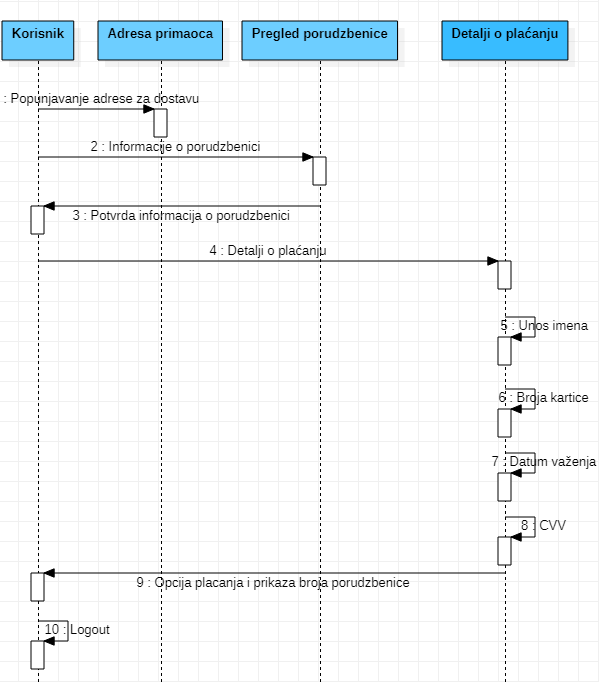 Korisnik
Adresa primaoca
Pregled porudzbenice
Detalji o plaćanju
: Popunjavanje adrese za dostavu
2 : Informacije o porudzbenici
3 : Potvrda informacija o porudzbenici
4 : Detalji o plaćanju
5 : Unos imena
6 : Broja kartice
7 : Datum važenja
8 : CVV
9 : Opcija placanja i prikaza broja porudzbenice
10 : Logout